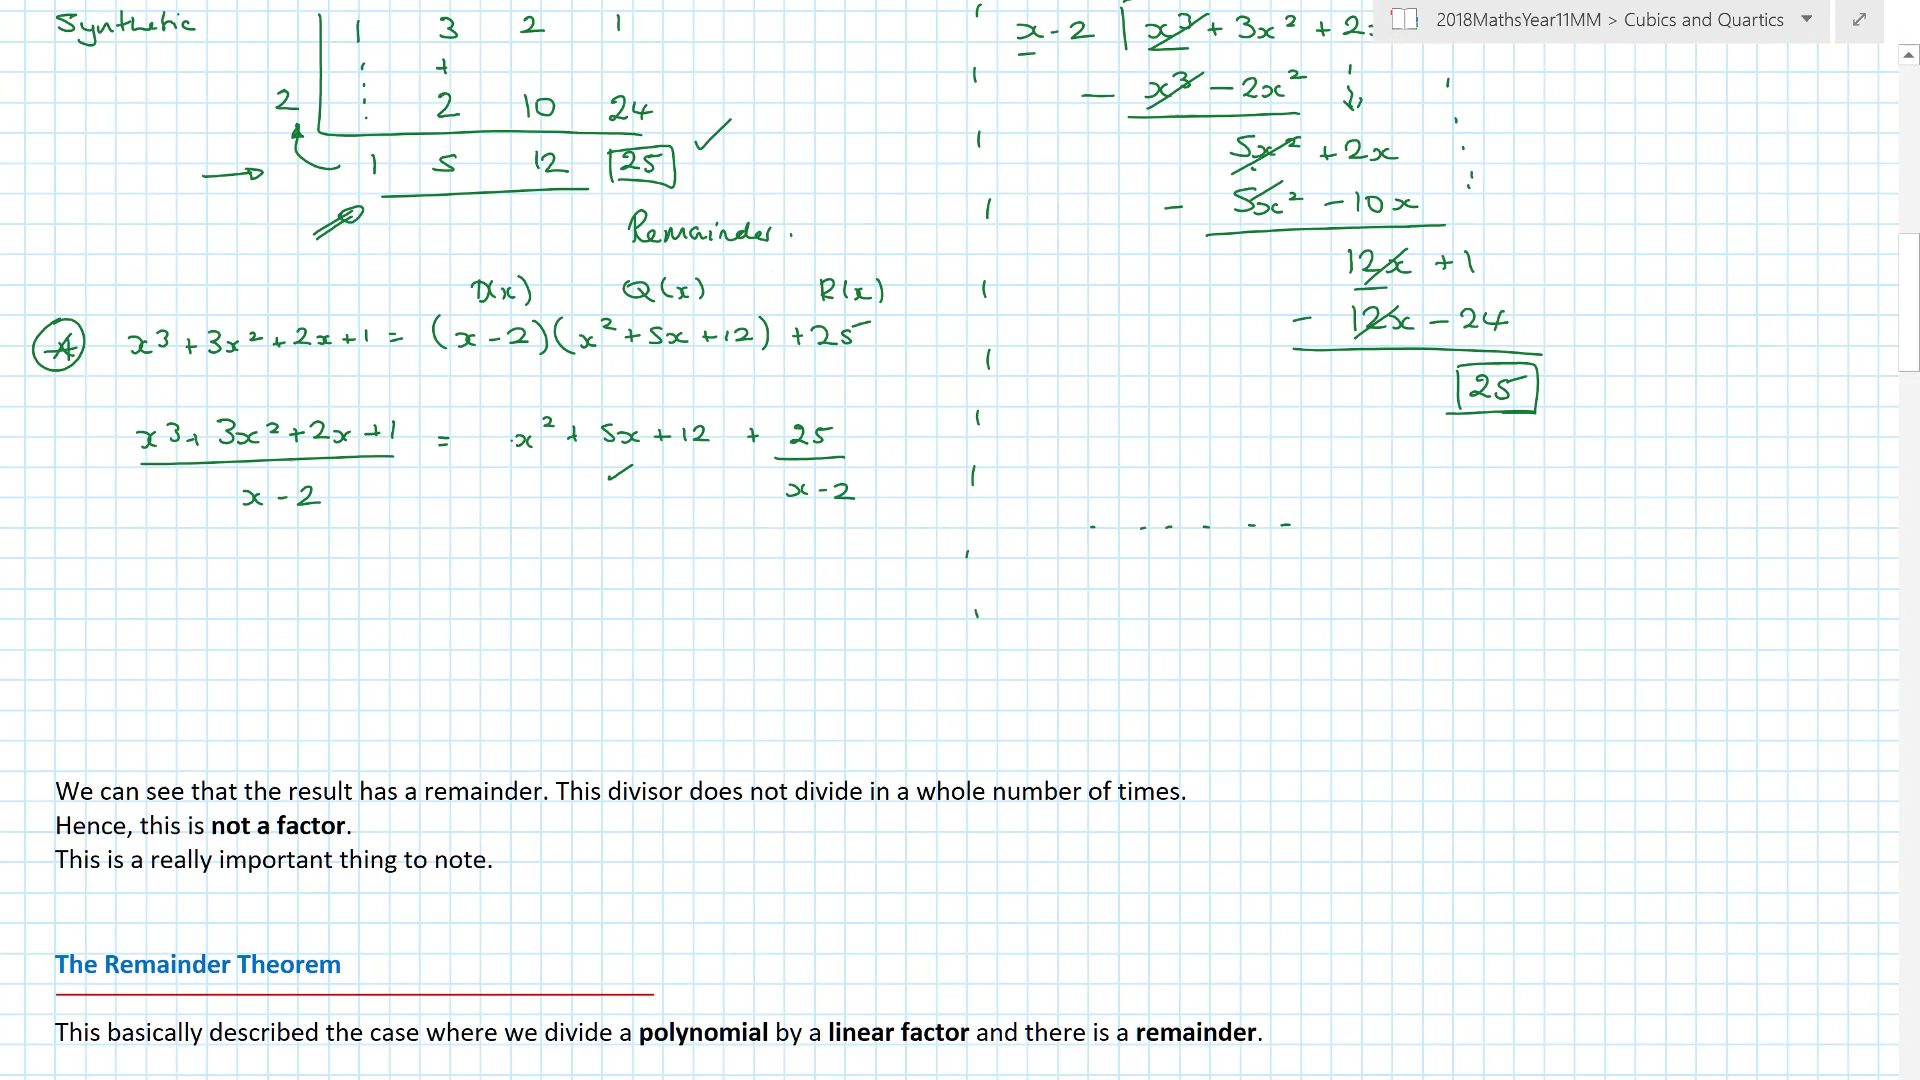 Synthetic 1 3 2 1
+
2 2 10 24
1 5 12 25
Remainder.
D(x) Q(x) R(x)
A x³ + 3x² + 2x + 1 = (x - 2)(x² + 5x + 12) + 25
x³ + 3x² + 2x + 1 = x² + 5x + 12 + 25
x - 2 x - 2
x - 2 x³ + 3x² + 2x
- x³ - 2x²
5x² + 2x
- 5x² - 10x
12x + 1
- 12x - 24
25
2018MathsYear11MM > Cubics and Quartics
We can see that the result has a remainder. This divisor does not divide in a whole number of times.
Hence, this is not a factor.
This is a really important thing to note.
The Remainder Theorem
This basically described the case where we divide a polynomial by a linear factor and there is a remainder.